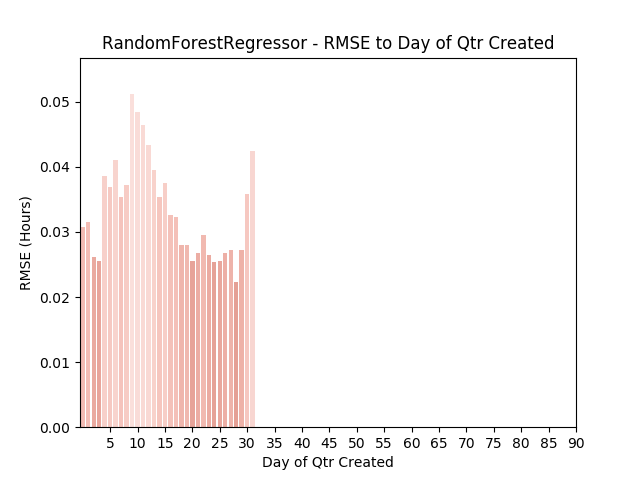 RandomForestRegressor - RMSE to Day of Qtr Created
RMSE (Hours)
0.05
0.04
0.03
0.02
0.01
0.00
5 10 15 20 25 30 35 40 45 50 55 60 65 70 75 80 85 90
Day of Qtr Created